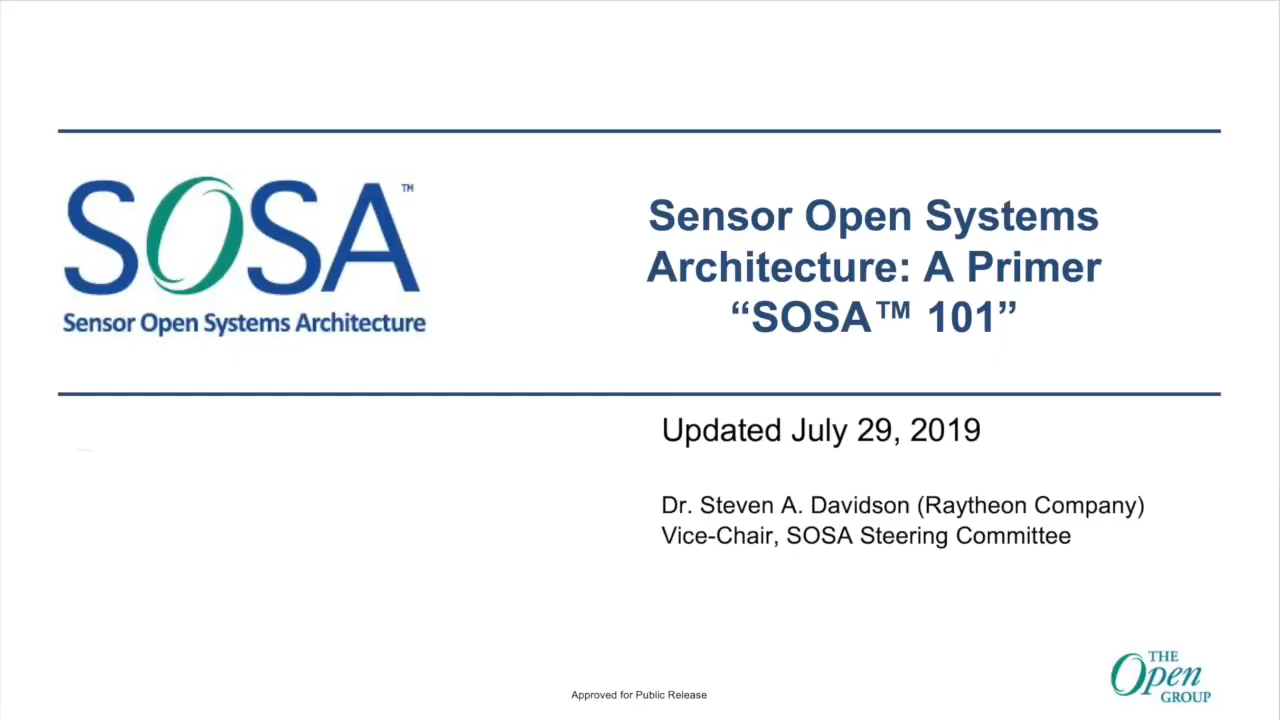 SOSA™
Sensor Open Systems Architecture
Sensor Open Systems
Architecture: A Primer
“SOSA™ 101”
Updated July 29, 2019
Dr. Steven A. Davidson (Raytheon Company)
Vice-Chair, SOSA Steering Committee
Approved for Public Release
THE
Open
GROUP